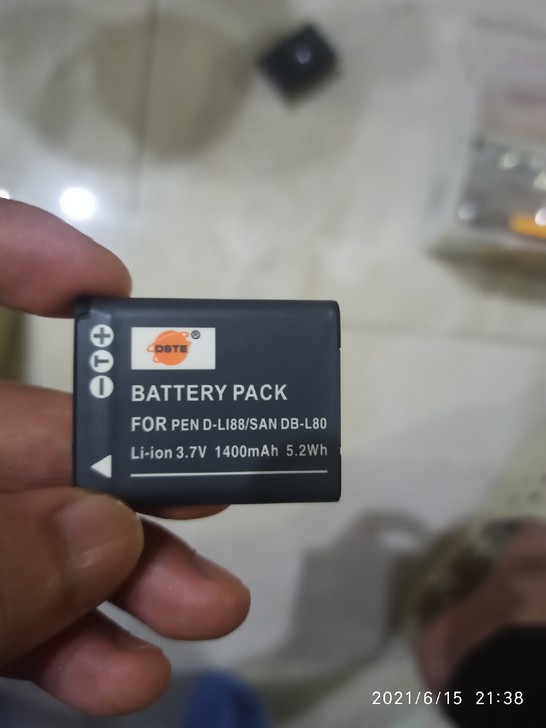 DSTE®
+
T
−
BATTERY PACK
FOR PEN D-LI88/SAN DB-L80
Li-ion 3.7V 1400mAh 5.2Wh
2021/6/15 21:38